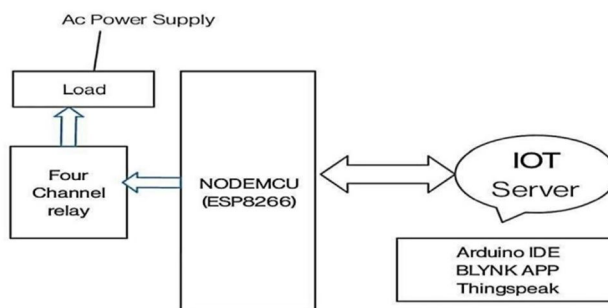 Ac Power Supply
Load
Four
Channel
relay
NODEMCU
(ESP8266)
IOT
Server
Arduino IDE
BLYNK APP
Thingspeak